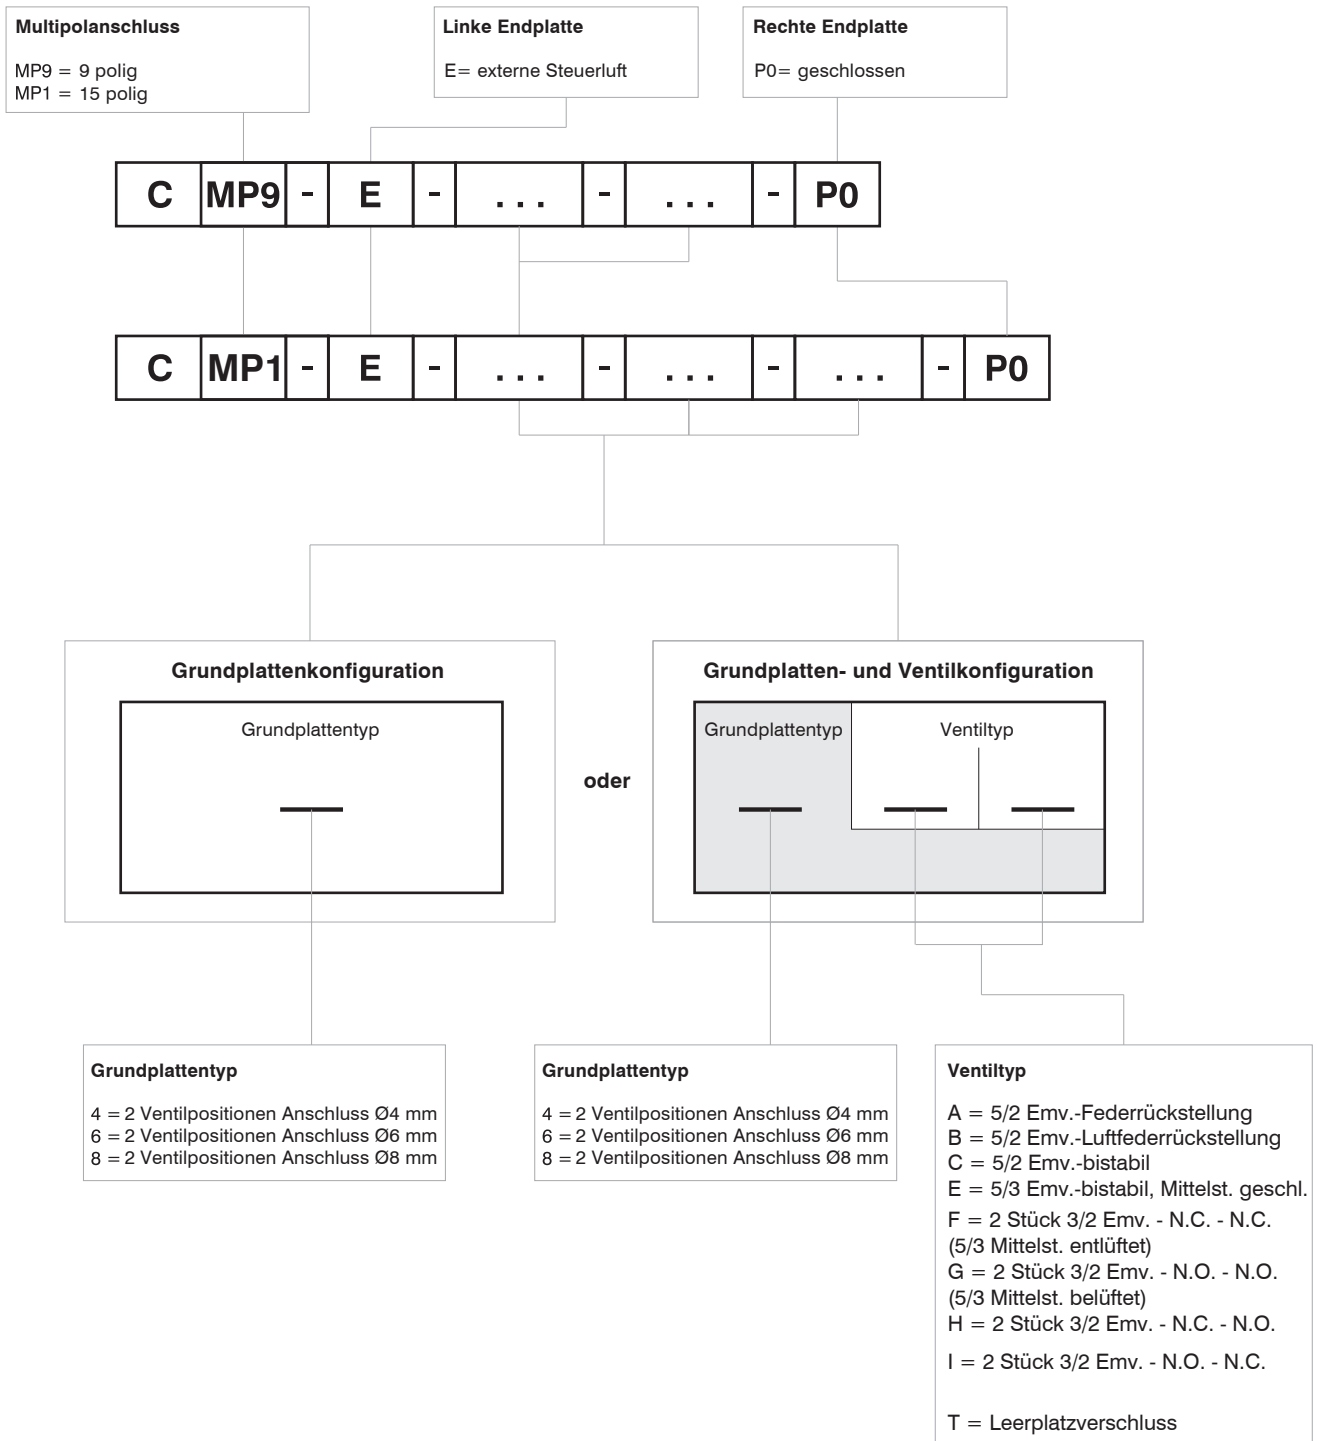 Multipolanschluss
MP9 = 9 polig
MP1 = 15 polig
Linke Endplatte
E= externe Steuerluft
Rechte Endplatte
P0= geschlossen
C MP9 - E - ... - ... - P0
C MP1 - E - ... - ... - ... - P0
Grundplattenkonfiguration
Grundplattentyp
oder
Grundplatten- und Ventilkonfiguration
Grundplattentyp
Ventiltyp
Grundplattentyp
4 = 2 Ventilpositionen Anschluss Ø4 mm
6 = 2 Ventilpositionen Anschluss Ø6 mm
8 = 2 Ventilpositionen Anschluss Ø8 mm
Grundplattentyp
4 = 2 Ventilpositionen Anschluss Ø4 mm
6 = 2 Ventilpositionen Anschluss Ø6 mm
8 = 2 Ventilpositionen Anschluss Ø8 mm
Ventiltyp
A = 5/2 Emv.-Federrückstellung
B = 5/2 Emv.-Luftfederrückstellung
C = 5/2 Emv.-bistabil
E = 5/3 Emv.-bistabil, Mittelst. geschl.
F = 2 Stück 3/2 Emv. - N.C. - N.C.
(5/3 Mittelst. entlüftet)
G = 2 Stück 3/2 Emv. - N.O. - N.O.
(5/3 Mittelst. belüftet)
H = 2 Stück 3/2 Emv. - N.C. - N.O.
I = 2 Stück 3/2 Emv. - N.O. - N.C.
T = Leerplatzverschluss